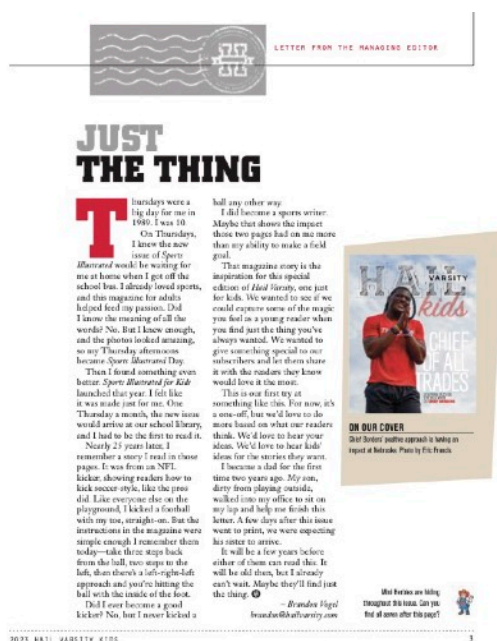 LETTER FROM THE MANAGING EDITOR
JUST
THE THING
Thursdays were a
big day for me in
1989. I was 10.
On Thursdays,
I knew the new
issue of Sports
Illustrated would be waiting for
me at home when I got off the
school bus. I already loved sports,
and this magazine for adults
helped feed my passion. Did
I know the meaning of all the
words? No. But I knew enough,
and the photos looked amazing,
so my Thursday afternoons
became Sports Illustrated Day.
Then I found something even
better. Sports Illustrated for Kids
launched that year. I felt like
it was made just for me. One
Thursday a month, the new issue
would arrive at our school library,
and I had to be the first to read it.
Nearly 25 years later, I
remember a story I read in those
pages. It was from an NFL
kicker, showing readers how to
kick soccer-style, like the pros
did. Like everyone else on the
playground, I kicked a football
with my toe, straight-on. But the
instructions in the magazine were
simple enough I remember them
today—take three steps back
from the ball, two steps to the
left, then there's a left-right-left
approach and you're hitting the
ball with the inside of the foot.
Did I ever become a good
kicker? No, but I never kicked a
ball any other way.
I did become a sports writer.
Maybe that shows the impact
those two pages had on me more
than my ability to make a field
goal.
That magazine story is the
inspiration for this special
edition of Hail Varsity, one just
for kids. We wanted to see if we
could capture some of the magic
you feel as a young reader when
you find just the thing you've
always wanted. We wanted to
give something special to our
subscribers and let them share
it with the readers they know
would love it the most.
This is our first try at
something like this. For now, it's
a one-off, but we'd love to do
more based on what our readers
think. We'd love to hear your
ideas. We'd love to hear kids'
ideas for the stories they want.
I became a dad for the first
time two years ago. My son,
dirty from playing outside,
walked into my office to sit on
my lap and help me finish this
letter. A few days after this issue
went to print, we were expecting
his sister to arrive.
It will be a few years before
either of them can read this. It
will be old then, but I already
can't wait. Maybe they'll find just
the thing.
– Brandon Vogel
brandon@hailvarsity.com
HAIL
VARSITY
kids
CHIEF
OF ALL
TRADES
ON OUR COVER
Chief Borders' positive approach is having an
impact at Nebraska. Photo by Eric Francis
Mini Herbies are hiding
throughout this issue. Can you
find all seven after this page?
2023 HAIL VARSITY KIDS
3